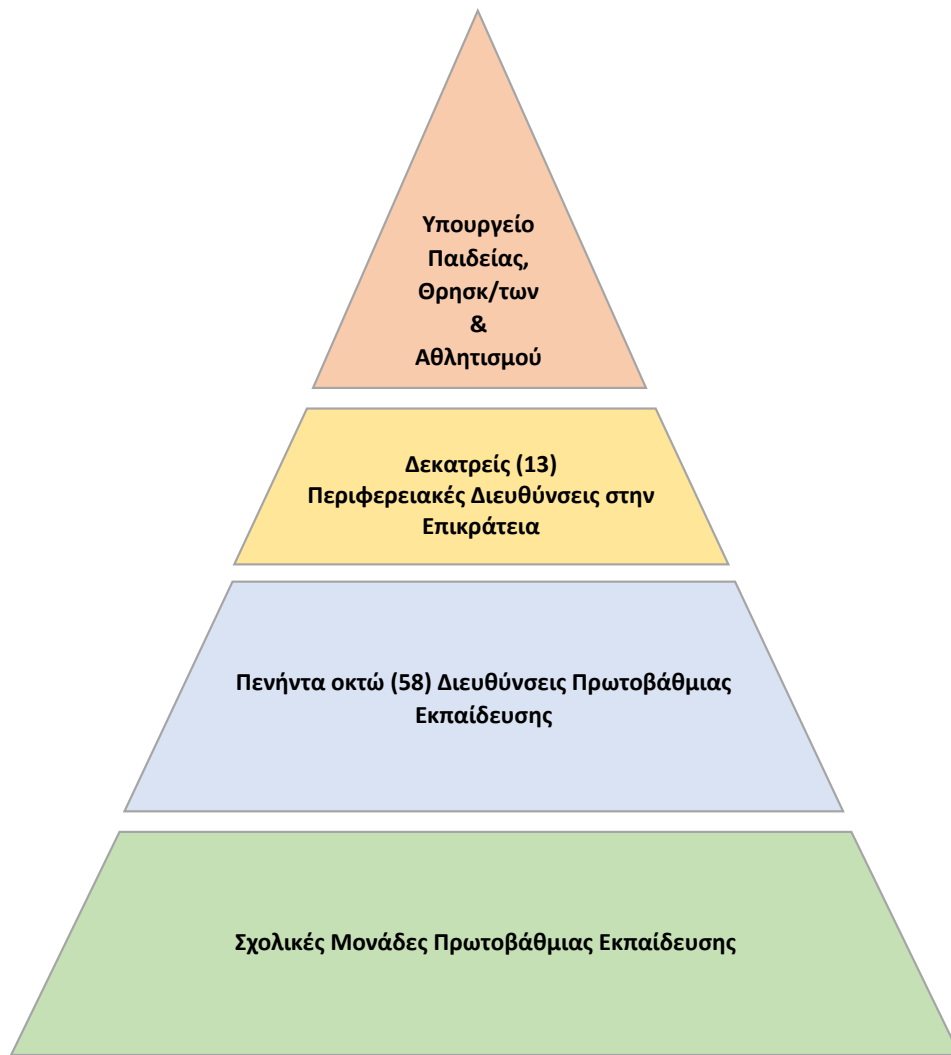 Υπουργείο
Παιδείας,
Θρησκ/των
&
Αθλητισμού
Δεκατρείς (13)
Περιφερειακές Διευθύνσεις στην
Επικράτεια
Πενήντα οκτώ (58) Διευθύνσεις Πρωτοβάθμιας
Εκπαίδευσης
Σχολικές Μονάδες Πρωτοβάθμιας Εκπαίδευσης